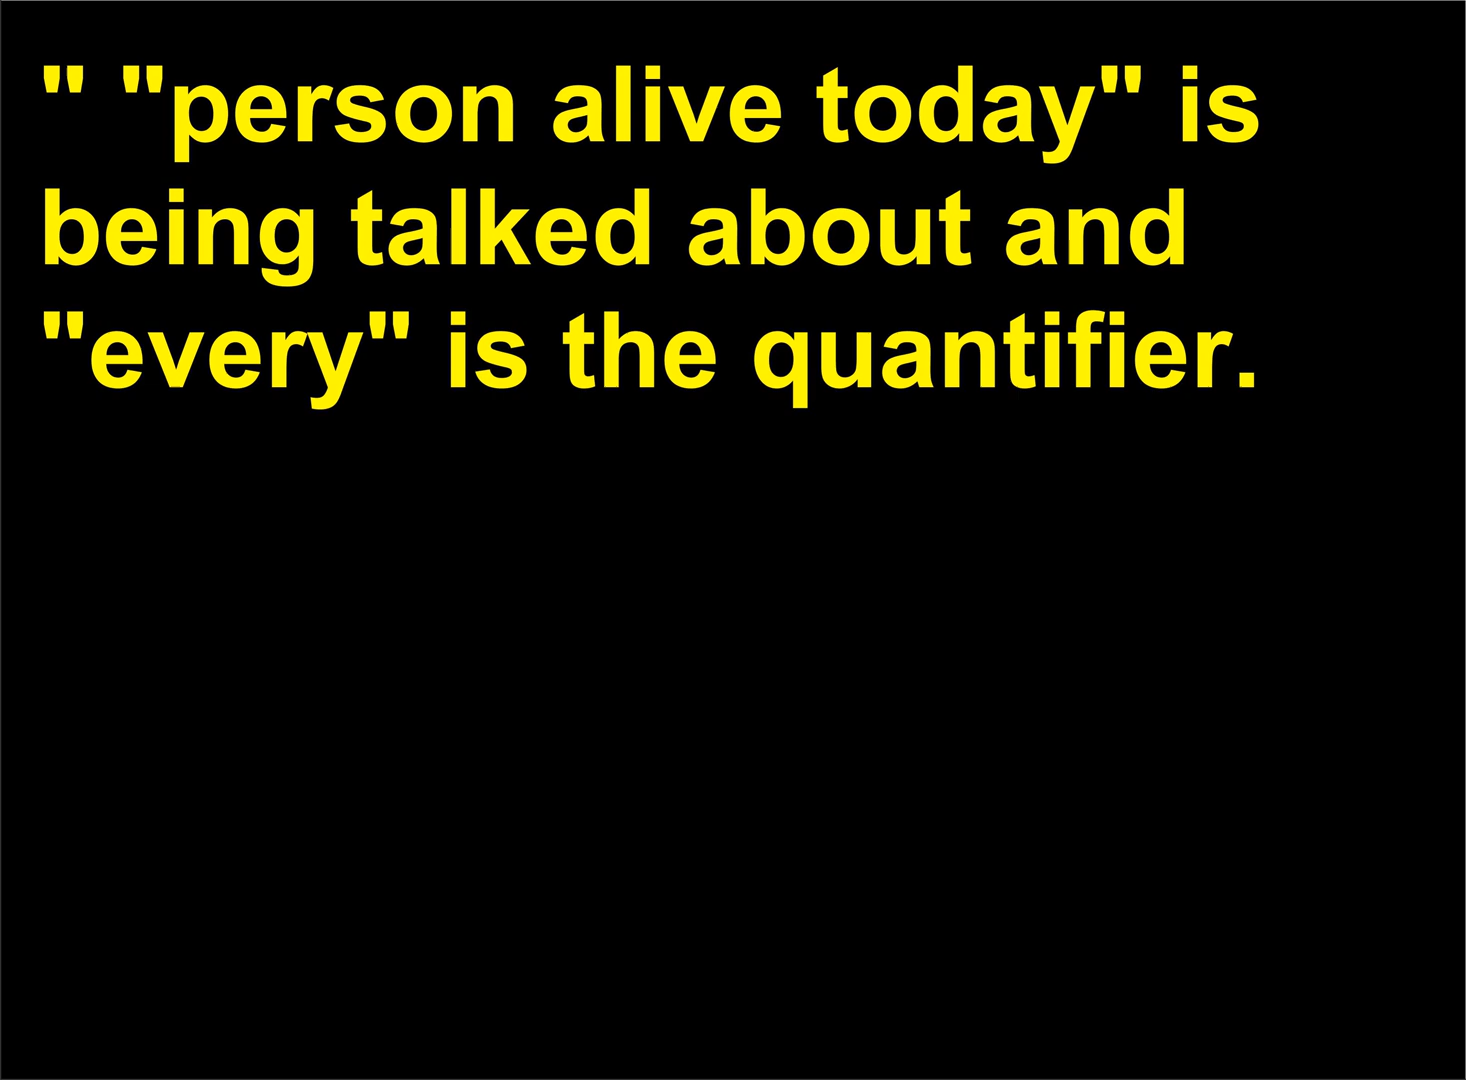 " "person alive today" is
being talked about and
"every" is the quantifier.